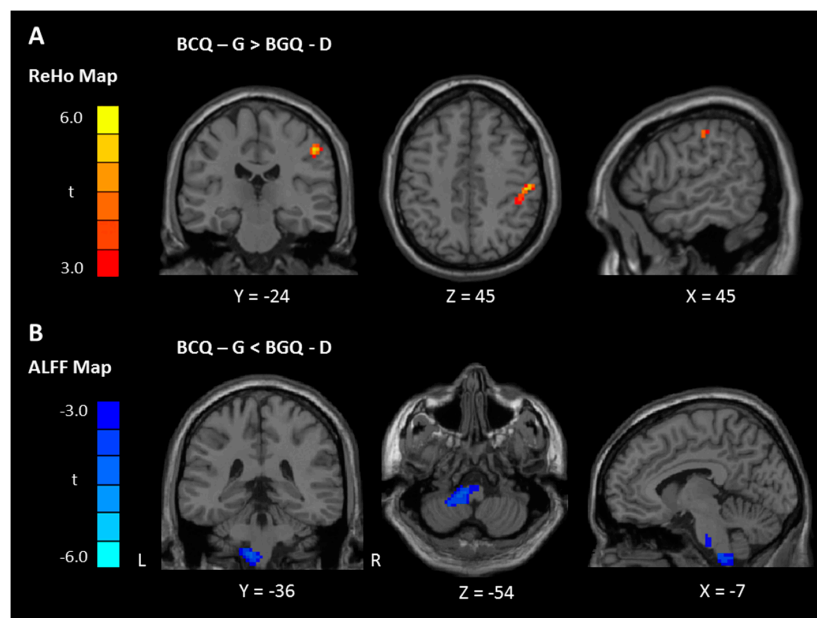 A
BCQ – G > BGQ - D
ReHo Map
6.0
t
3.0
Y = -24
Z = 45
X = 45
B
BCQ – G < BGQ - D
ALFF Map
-3.0
t
-6.0
L
R
Y = -36
Z = -54
X = -7